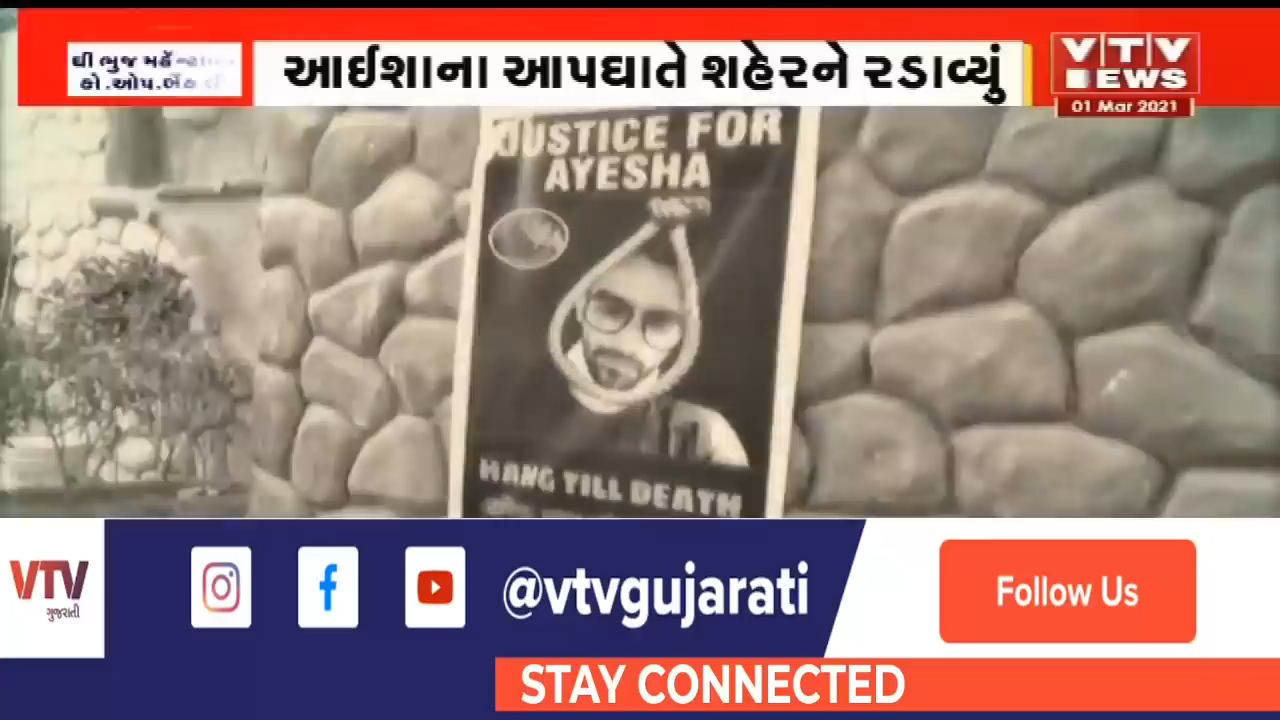 ધી ભુજ
કો.ઓપ.બેંક
આઈશાના આપઘાતે શહેરને રડાવ્યું
VTV
NEWS
01 Mar 2021
JUSTICE FOR
AYESHA
HANG TILL DEATH
VTV
ગુજરાતી
@vtvgujarati
Follow Us
STAY CONNECTED